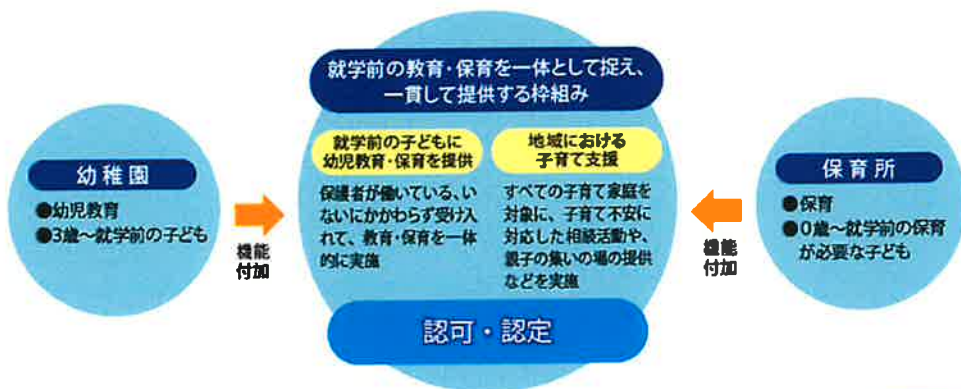 就学前の教育・保育を一体として捉え、
一貫して提供する枠組み
幼稚園
●幼児教育
●3歳~就学前の子ども
機能
付加
就学前の子どもに
幼児教育・保育を提供
保護者が働いている、い
ないにかかわらず受け入
れて、教育・保育を一体
的に実施
地域における
子育て支援
すべての子育て家庭を
対象に、子育て不安に
対応した相談活動や、
親子の集いの場の提供
などを実施
機能
付加
保育所
●保育
●0歳~就学前の保育
が必要な子ども
認可・認定